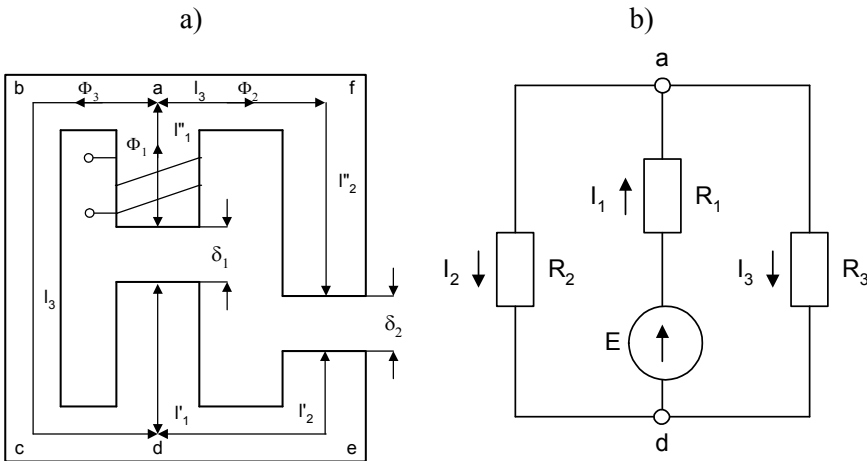 a) b)
b Φ₃ a l₃ Φ₂ f
l"₁
Φ₁
l"₂
δ₁
l₃
δ₂
l'₁ l'₂
c d e
a
I₁ R₁
I₂ R₂ I₃ R₃
E
d